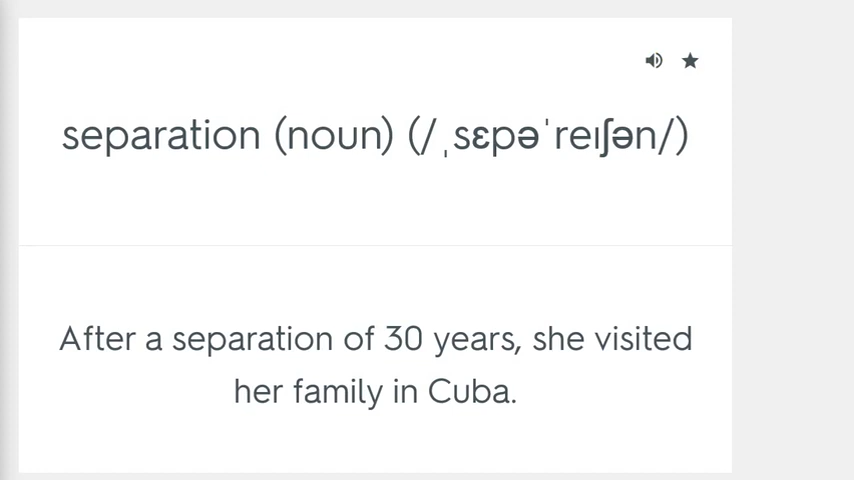 separation (noun) (/ˌsɛpəˈreɪʃən/)
After a separation of 30 years, she visited
her family in Cuba.